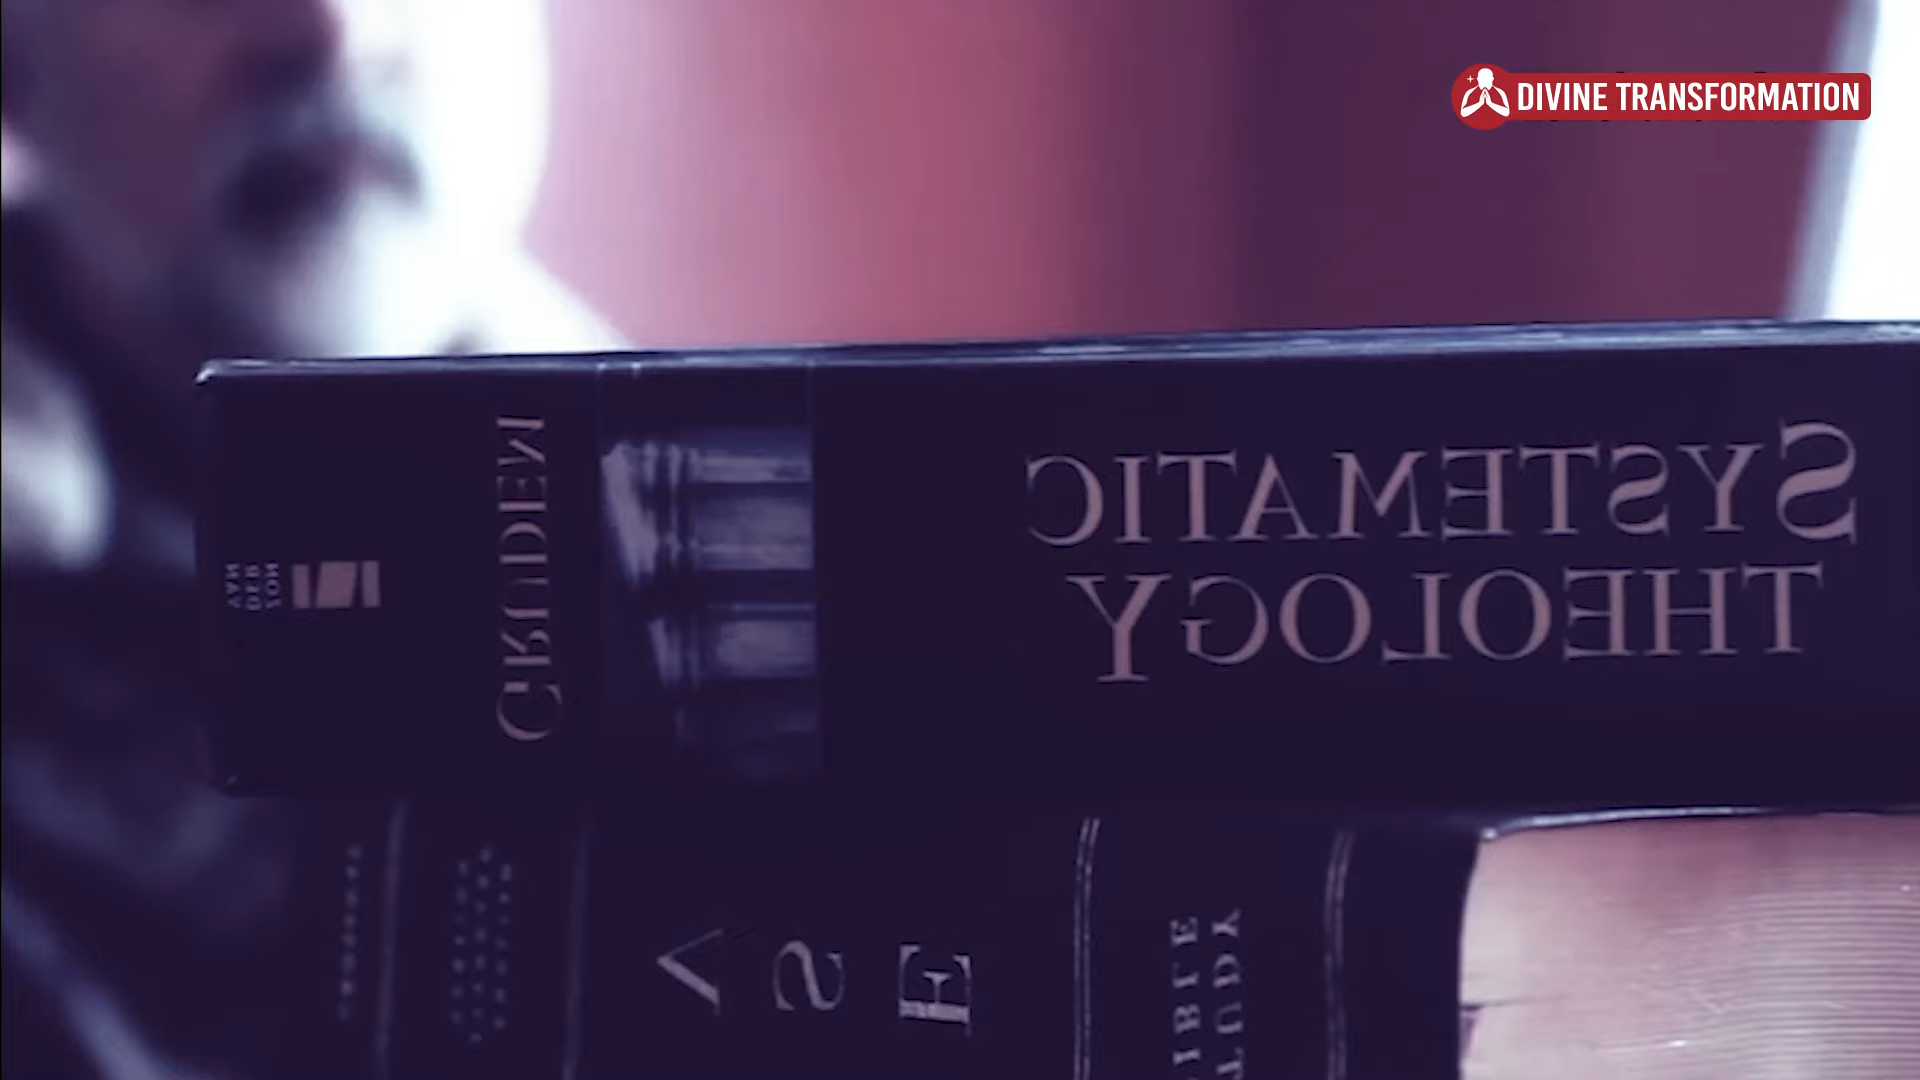 DIVINE TRANSFORMATION
SYSTEMATIC
THEOLOGY
GRUDEM
ESV
STUDY
BIBLE